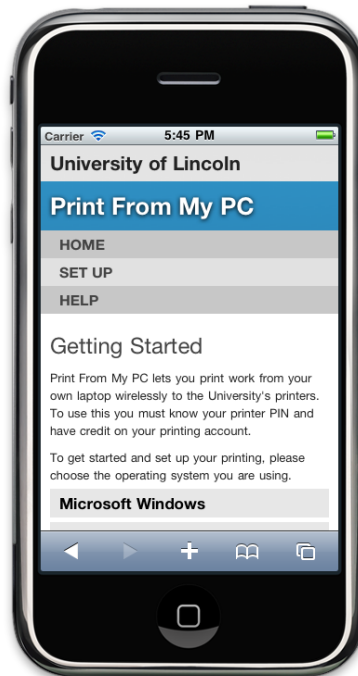 Carrier 5:45 PM
University of Lincoln
Print From My PC
HOME
SET UP
HELP
Getting Started
Print From My PC lets you print work from your
own laptop wirelessly to the University's printers.
To use this you must know your printer PIN and
have credit on your printing account.
To get started and set up your printing, please
choose the operating system you are using.
Microsoft Windows